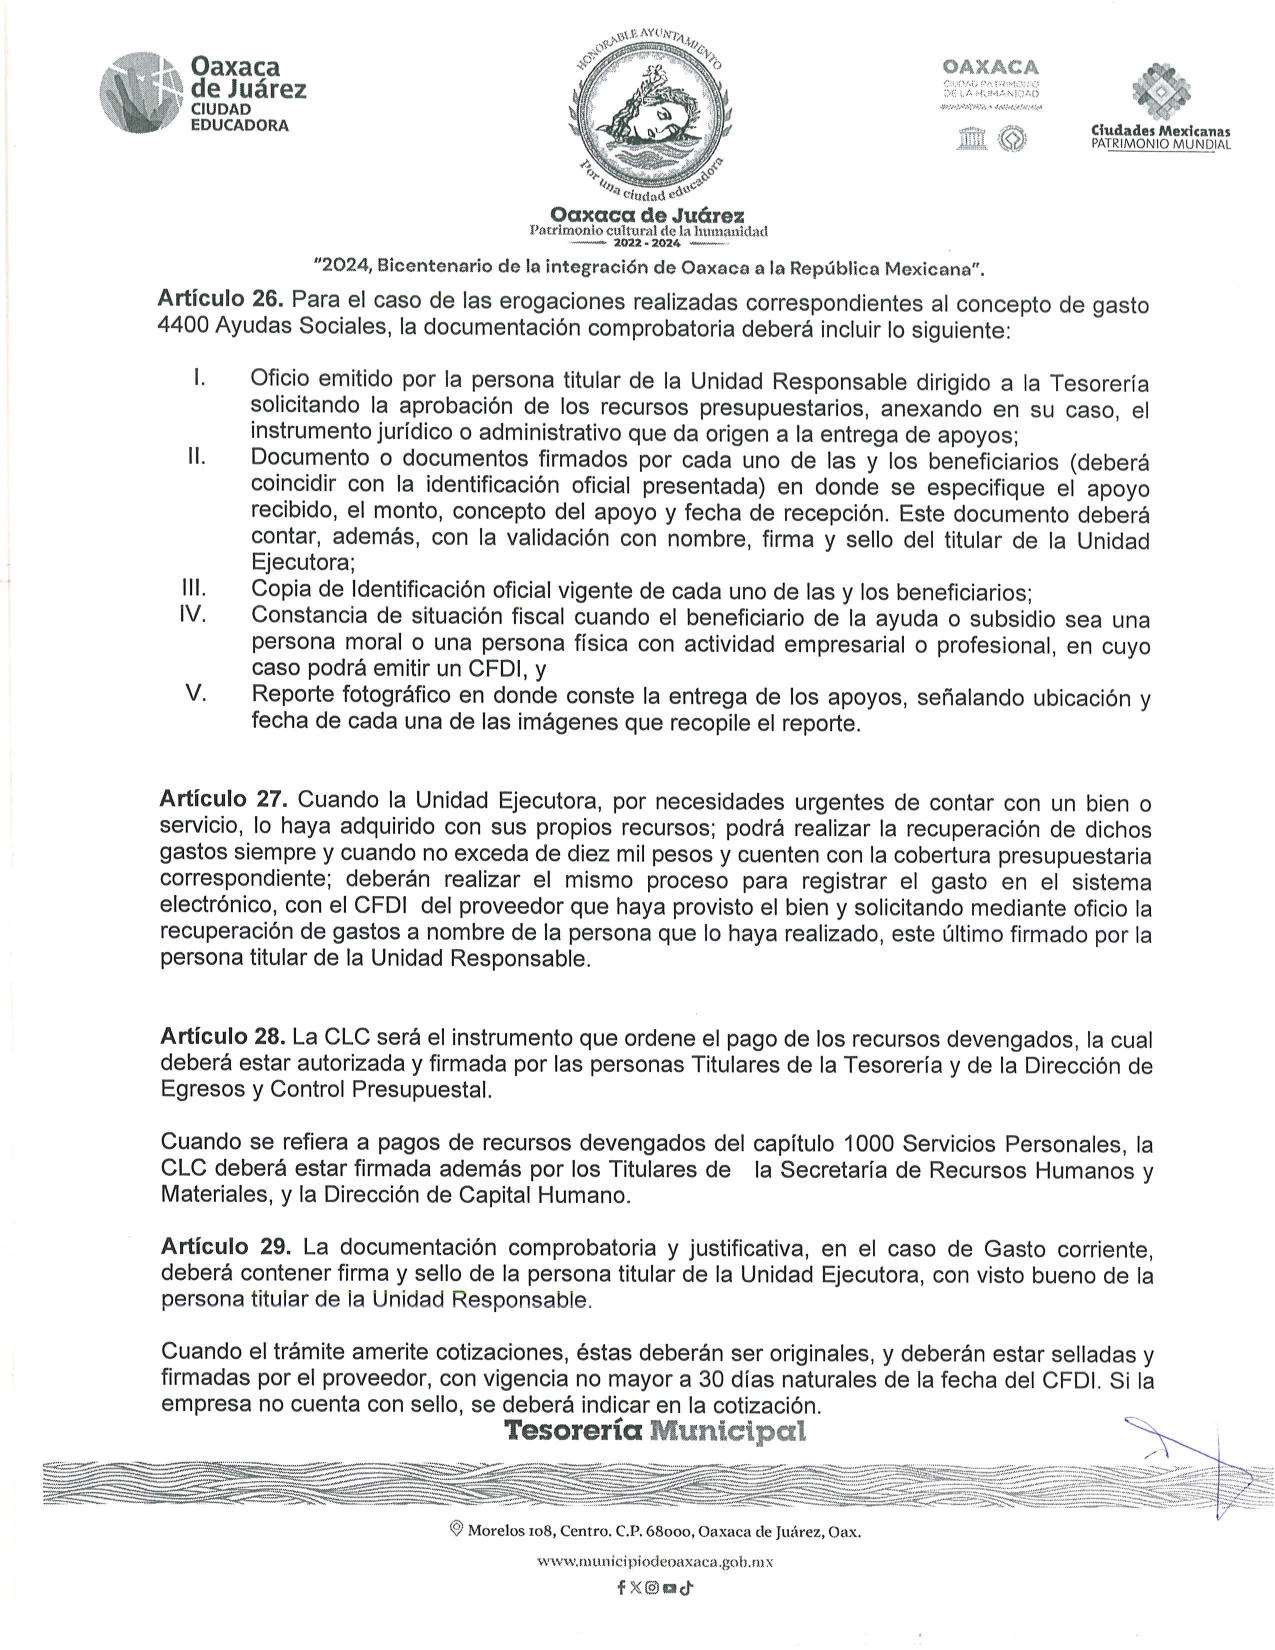 Oaxaca
de Juárez
CIUDAD
EDUCADORA
HONORABLE AYUNTAMIENTO
Por una ciudad educadora
Oaxaca de Juárez
Patrimonio cultural de la humanidad
2022 - 2024
OAXACA
CIUDAD PATRIMONIO
DE LA HUMANIDAD
Ciudades Mexicanas
PATRIMONIO MUNDIAL
"2024, Bicentenario de la integración de Oaxaca a la República Mexicana".
Artículo 26. Para el caso de las erogaciones realizadas correspondientes al concepto de gasto
4400 Ayudas Sociales, la documentación comprobatoria deberá incluir lo siguiente:
I. Oficio emitido por la persona titular de la Unidad Responsable dirigido a la Tesorería
solicitando la aprobación de los recursos presupuestarios, anexando en su caso, el
instrumento jurídico o administrativo que da origen a la entrega de apoyos;
II. Documento o documentos firmados por cada uno de las y los beneficiarios (deberá
coincidir con la identificación oficial presentada) en donde se especifique el apoyo
recibido, el monto, concepto del apoyo y fecha de recepción. Este documento deberá
contar, además, con la validación con nombre, firma y sello del titular de la Unidad
Ejecutora;
III. Copia de Identificación oficial vigente de cada uno de las y los beneficiarios;
IV. Constancia de situación fiscal cuando el beneficiario de la ayuda o subsidio sea una
persona moral o una persona física con actividad empresarial o profesional, en cuyo
caso podrá emitir un CFDI, y
V. Reporte fotográfico en donde conste la entrega de los apoyos, señalando ubicación y
fecha de cada una de las imágenes que recopile el reporte.
Artículo 27. Cuando la Unidad Ejecutora, por necesidades urgentes de contar con un bien o
servicio, lo haya adquirido con sus propios recursos; podrá realizar la recuperación de dichos
gastos siempre y cuando no exceda de diez mil pesos y cuenten con la cobertura presupuestaria
correspondiente; deberán realizar el mismo proceso para registrar el gasto en el sistema
electrónico, con el CFDI del proveedor que haya provisto el bien y solicitando mediante oficio la
recuperación de gastos a nombre de la persona que lo haya realizado, este último firmado por la
persona titular de la Unidad Responsable.
Artículo 28. La CLC será el instrumento que ordene el pago de los recursos devengados, la cual
deberá estar autorizada y firmada por las personas Titulares de la Tesorería y de la Dirección de
Egresos y Control Presupuestal.
Cuando se refiera a pagos de recursos devengados del capítulo 1000 Servicios Personales, la
CLC deberá estar firmada además por los Titulares de la Secretaría de Recursos Humanos y
Materiales, y la Dirección de Capital Humano.
Artículo 29. La documentación comprobatoria y justificativa, en el caso de Gasto corriente,
deberá contener firma y sello de la persona titular de la Unidad Ejecutora, con visto bueno de la
persona titular de la Unidad Responsable.
Cuando el trámite amerite cotizaciones, éstas deberán ser originales, y deberán estar selladas y
firmadas por el proveedor, con vigencia no mayor a 30 días naturales de la fecha del CFDI. Si la
empresa no cuenta con sello, se deberá indicar en la cotización.
Tesorería Municipal
Morelos 108, Centro. C.P. 68000, Oaxaca de Juárez, Oax.
www.municipiodeoaxaca.gob.mx